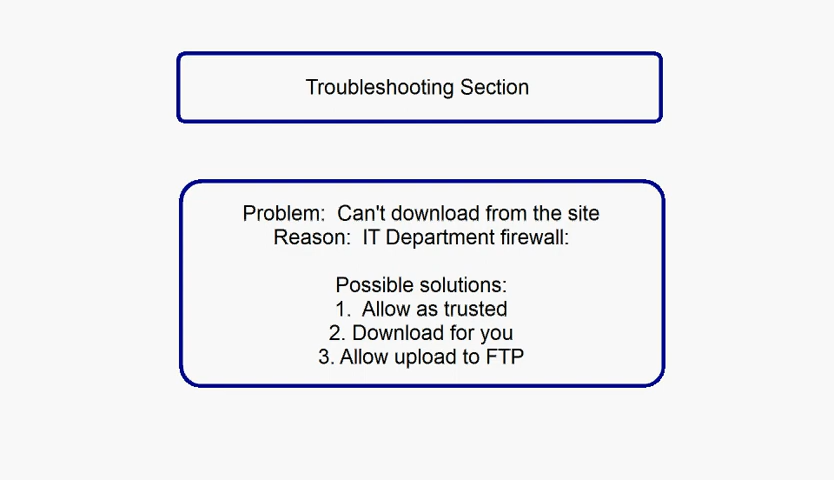 Troubleshooting Section
Problem:  Can't download from the site
Reason:  IT Department firewall:
Possible solutions:
1.  Allow as trusted
2. Download for you
3. Allow upload to FTP